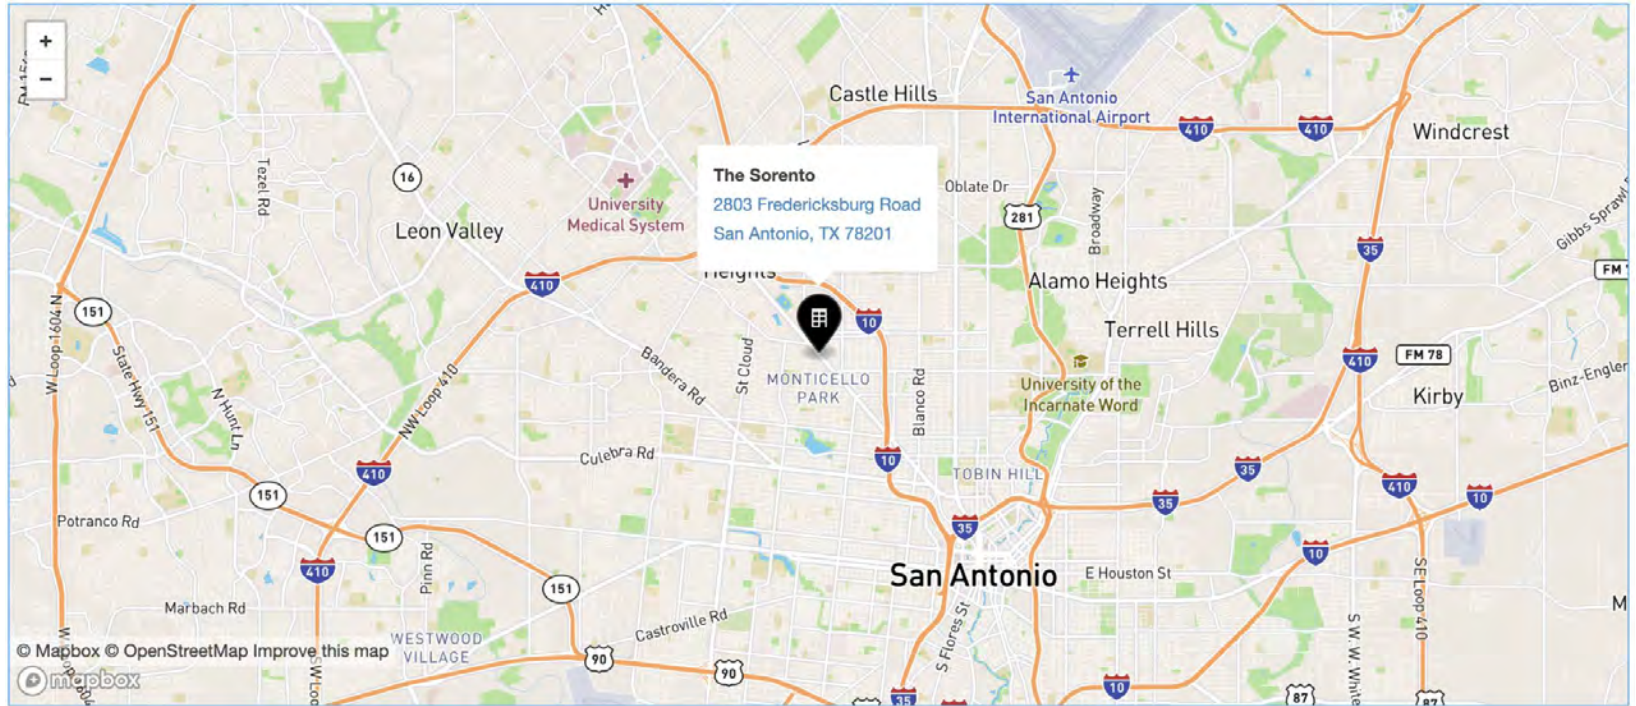 +
−
Castle Hills
San Antonio
International Airport
410
410
Windcrest
The Sorento
2803 Fredericksburg Road
San Antonio, TX 78201
Tezel Rd
16
University
Medical System
Leon Valley
Oblate Dr
281
Broadway
35
Gibbs Sprawl
FM
Heights
410
Alamo Heights
151
W Loop 1604 N
State Hwy 151
10
Terrell Hills
FM 78
410
Bandera Rd
St Cloud
MONTICELLO
PARK
Blanco Rd
University of the
Incarnate Word
Kirby
Binz-Engler
N Hunt Ln
NW Loop 410
Culebra Rd
10
TOBIN HILL
410
35
35
410
10
151
Potranco Rd
151
35
10
410
Pinn Rd
151
San Antonio
E Houston St
Marbach Rd
Castroville Rd
S Flores St
SE Loop 410
S W.W. White
M
WESTWOOD
VILLAGE
© Mapbox © OpenStreetMap Improve this map
mapbox
90
90
35
10
87
87